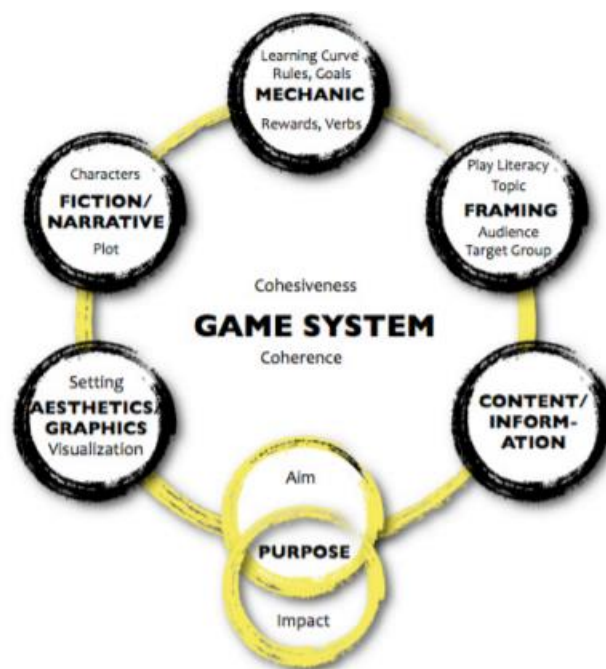 Learning Curve
Rules, Goals
MECHANIC
Rewards, Verbs
Characters
FICTION/
NARRATIVE
Plot
Play Literacy
Topic
FRAMING
Audience
Target Group
Cohesiveness
GAME SYSTEM
Coherence
Setting
AESTHETICS/
GRAPHICS
Visualization
CONTENT/
INFORM-
ATION
Aim
PURPOSE
Impact